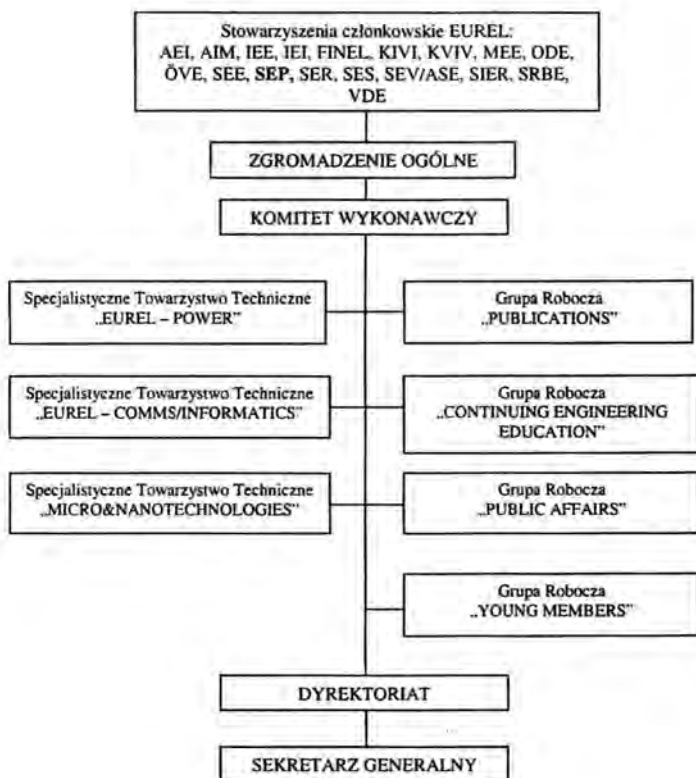 Stowarzyszenia członkowskie EUREL:
AEI, AIM, IEE, IEI, FINEL, KIVI, KVIV, MEE, ODE,
ÖVE, SEE, SEP, SER, SES, SEV/ASE, SIER, SRBE,
VDE
ZGROMADZENIE OGÓLNE
KOMITET WYKONAWCZY
Specjalistyczne Towarzystwo Techniczne
„EUREL – POWER”
Grupa Robocza
„PUBLICATIONS”
Specjalistyczne Towarzystwo Techniczne
„EUREL – COMMS/INFORMATICS”
Grupa Robocza
„CONTINUING ENGINEERING
EDUCATION”
Specjalistyczne Towarzystwo Techniczne
„MICRO&NANOTECHNOLOGIES”
Grupa Robocza
„PUBLIC AFFAIRS”
Grupa Robocza
„YOUNG MEMBERS”
DYREKTORIAT
SEKRETARZ GENERALNY